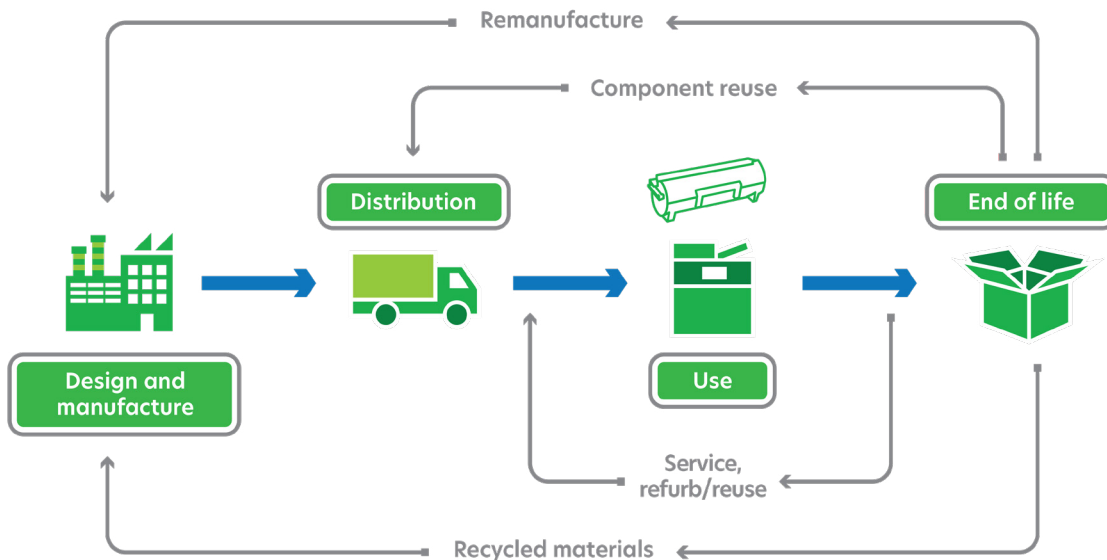 Remanufacture
Component reuse
Distribution
End of life
Design and
manufacture
Use
Service,
refurb/reuse
Recycled materials